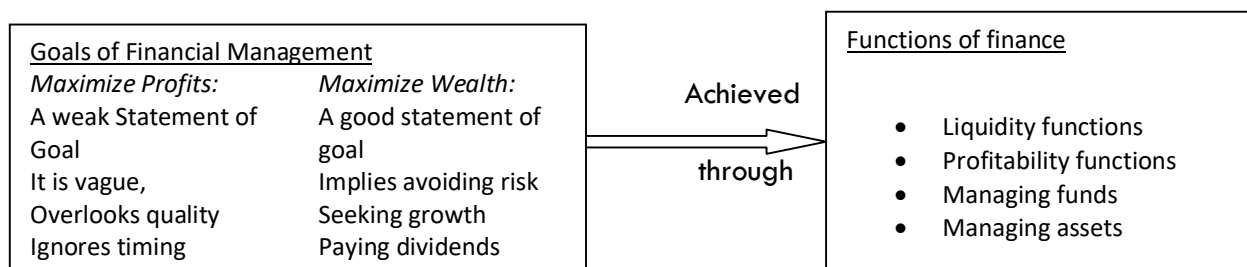 Goals of Financial Management
Maximize Profits: Maximize Wealth:
A weak Statement of A good statement of
Goal goal
It is vague, Implies avoiding risk
Overlooks quality Seeking growth
Ignores timing Paying dividends
Achieved
through
Functions of finance
• Liquidity functions
• Profitability functions
• Managing funds
• Managing assets